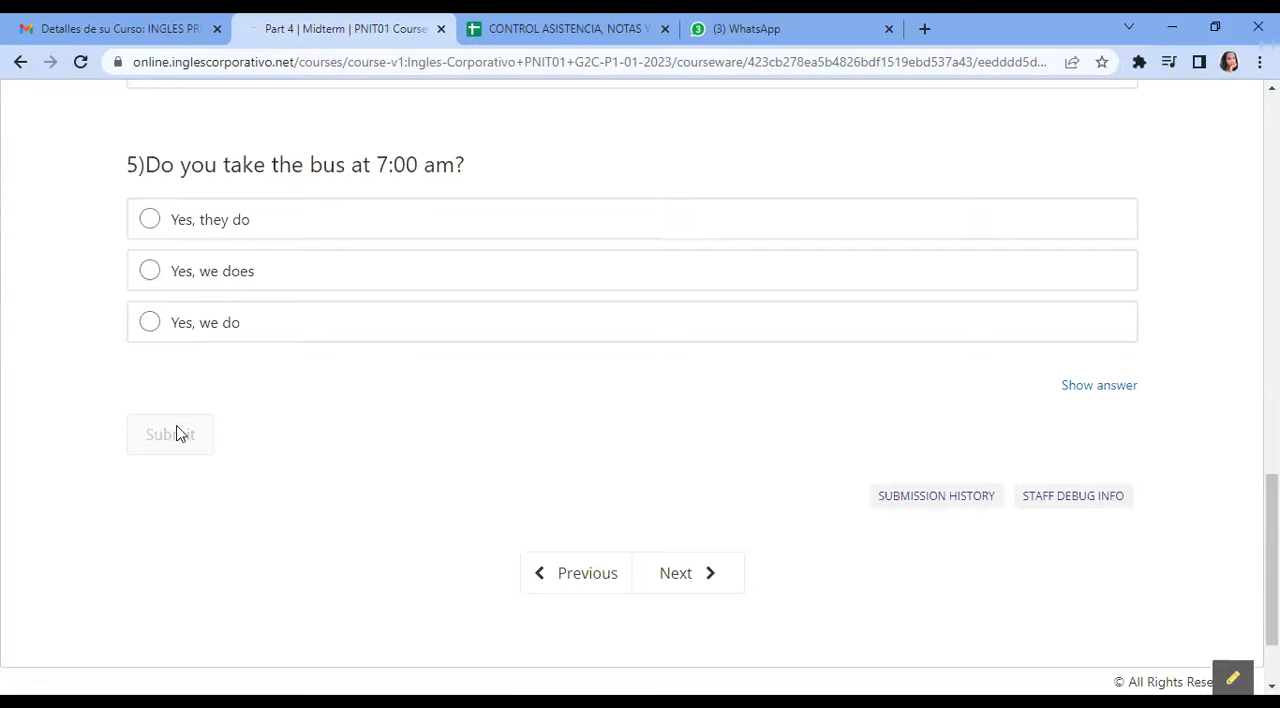 Detalles de su Curso: INGLES PR
Part 4 | Midterm | PNIT01 Course
CONTROL ASISTENCIA, NOTAS Y
3
(3) WhatsApp
online.inglescorporativo.net/courses/course-v1:Ingles-Corporativo+PNIT01+G2C-P1-01-2023/courseware/423cb278ea5b4826bdf1519ebd537a43/eedddd5d...
5)Do you take the bus at 7:00 am?
Yes, they do
Yes, we does
Yes, we do
Show answer
Submit
SUBMISSION HISTORY
STAFF DEBUG INFO
Previous
Next
© All Rights Rese